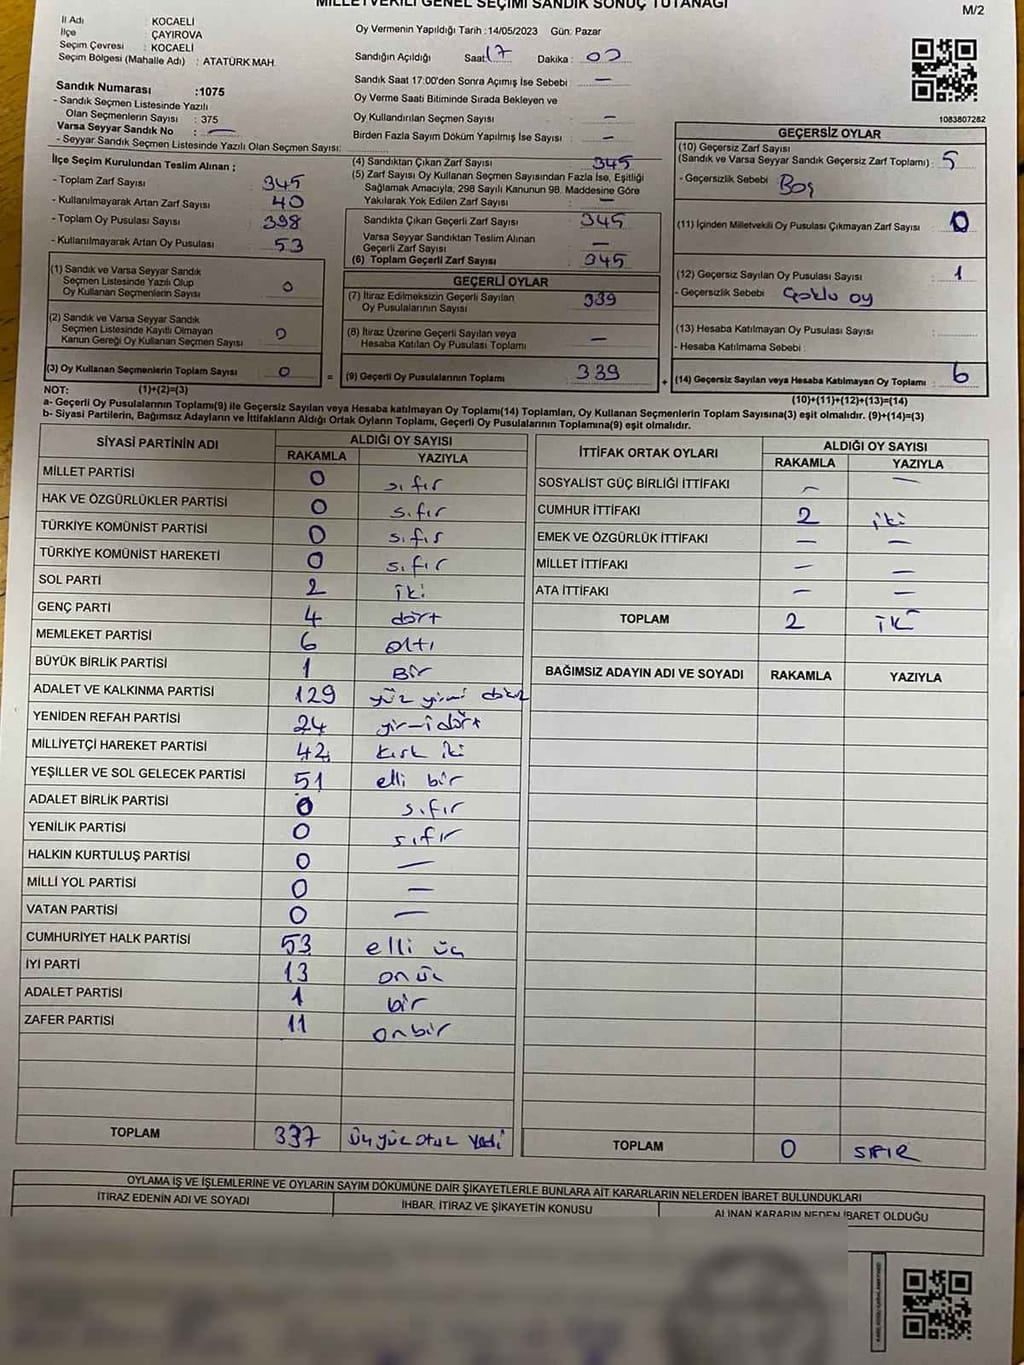 MİLLETVEKİLİ GENEL SEÇİMİ SANDIK SONUÇ TUTANAĞI
M/2
İl Adı : KOCAELİ
İlçe : ÇAYIROVA
Seçim Çevresi : KOCAELİ
Seçim Bölgesi (Mahalle Adı) : ATATÜRK MAH.
Sandık Numarası :1075
- Sandık Seçmen Listesinde Yazılı
Olan Seçmenlerin Sayısı : 375
Varsa Seyyar Sandık No : —
- Seyyar Sandık Seçmen Listesinde Yazılı Olan Seçmen Sayısı:
Oy Vermenin Yapıldığı Tarih :14/05/2023 Gün: Pazar
Sandığın Açıldığı Saat: 17 Dakika :
Sandık Saat 17:00'den Sonra Açımış İse Sebebi : —
Oy Verme Saati Bitiminde Sırada Bekleyen ve
Oy Kullandırılan Seçmen Sayısı : —
Birden Fazla Sayım Döküm Yapılmış İse Sayısı : —
1083807282
İlçe Seçim Kurulundan Teslim Alınan ;
- Toplam Zarf Sayısı 345
- Kullanılmayarak Artan Zarf Sayısı 40
- Toplam Oy Pusulası Sayısı 398
- Kullanılmayarak Artan Oy Pusulası 53
(1) Sandık ve Varsa Seyyar Sandık
Seçmen Listesinde Yazılı Olup
Oy Kullanan Seçmenlerin Sayısı 0
(2) Sandık ve Varsa Seyyar Sandık
Seçmen Listesinde Kayıtlı Olmayan
Kanun Gereği Oy Kullanan Seçmen Sayısı 0
(3) Oy Kullanan Seçmenlerin Toplam Sayısı 0
(4) Sandıktan Çıkan Zarf Sayısı 345
(5) Zarf Sayısı Oy Kullanan Seçmen Sayısından Fazla İse, Eşitliği
Sağlamak Amacıyla, 298 Sayılı Kanunun 98. Maddesine Göre
Yakılarak Yok Edilen Zarf Sayısı —
Sandıkta Çıkan Geçerli Zarf Sayısı 345
Varsa Seyyar Sandıktan Teslim Alınan
Geçerli Zarf Sayısı —
(6) Toplam Geçerli Zarf Sayısı 345
GEÇERLİ OYLAR
(7) İtiraz Edilmeksizin Geçerli Sayılan
Oy Pusulalarının Sayısı 339
(8) İtiraz Üzerine Geçerli Sayılan veya
Hesaba Katılan Oy Pusulası Toplamı —
= (9) Geçerli Oy Pusulalarının Toplamı 339
GEÇERSİZ OYLAR
(10) Geçersiz Zarf Sayısı
(Sandık ve Varsa Seyyar Sandık Geçersiz Zarf Toplamı) : 5
- Geçersizlik Sebebi Boş
(11) İçinden Milletvekili Oy Pusulası Çıkmayan Zarf Sayısı : 0
(12) Geçersiz Sayılan Oy Pusulası Sayısı : 1
- Geçersizlik Sebebi Çoklu oy
(13) Hesaba Katılmayan Oy Pusulası Sayısı :
- Hesaba Katılmama Sebebi :
+ (14) Geçersiz Sayılan veya Hesaba Katılmayan Oy Toplamı : 6
NOT: (1)+(2)=(3) (10)+(11)+(12)+(13)=(14)
a- Geçerli Oy Pusulalarının Toplamı(9) ile Geçersiz Sayılan veya Hesaba katılmayan Oy Toplamı(14) Toplamları, Oy Kullanan Seçmenlerin Toplam Sayısına(3) eşit olmalıdır. (9)+(14)=(3)
b- Siyasi Partilerin, Bağımsız Adayların ve İttifakların Aldığı Ortak Oyların Toplamı, Geçerli Oy Pusulalarının Toplamına(9) eşit olmalıdır.
SİYASİ PARTİNİN ADI ALDIĞI OY SAYISI
RAKAMLA YAZIYLA
MİLLET PARTİSİ 0 sıfır
HAK VE ÖZGÜRLÜKLER PARTİSİ 0 sıfır
TÜRKİYE KOMÜNİST PARTİSİ 0 sıfır
TÜRKİYE KOMÜNİST HAREKETİ 0 sıfır
SOL PARTİ 2 iki
GENÇ PARTİ 4 dört
MEMLEKET PARTİSİ 6 altı
BÜYÜK BİRLİK PARTİSİ 1 Bir
ADALET VE KALKINMA PARTİSİ 129 yüz yirmi dokuz
YENİDEN REFAH PARTİSİ 24 yirmi dört
MİLLİYETÇİ HAREKET PARTİSİ 42 kırk iki
YEŞİLLER VE SOL GELECEK PARTİSİ 51 elli bir
ADALET BİRLİK PARTİSİ 0 sıfır
YENİLİK PARTİSİ 0 sıfır
HALKIN KURTULUŞ PARTİSİ 0 —
MİLLİ YOL PARTİSİ 0 —
VATAN PARTİSİ 0 —
CUMHURİYET HALK PARTİSİ 53 elli üç
İYİ PARTİ 13 on üç
ADALET PARTİSİ 1 bir
ZAFER PARTİSİ 11 onbir
TOPLAM 337 üçyüz otuz yedi
İTTİFAK ORTAK OYLARI ALDIĞI OY SAYISI
RAKAMLA YAZIYLA
SOSYALİST GÜÇ BİRLİĞİ İTTİFAKI — —
CUMHUR İTTİFAKI 2 iki
EMEK VE ÖZGÜRLÜK İTTİFAKI — —
MİLLET İTTİFAKI — —
ATA İTTİFAKI — —
TOPLAM 2 İKİ
BAĞIMSIZ ADAYIN ADI VE SOYADI RAKAMLA YAZIYLA
TOPLAM 0 SIFIR
OYLAMA İŞ VE İŞLEMLERİNE VE OYLARIN SAYIM DÖKÜMÜNE DAİR ŞİKAYETLERLE BUNLARA AİT KARARLARIN NELERDEN İBARET BULUNDUKLARI
İTİRAZ EDENİN ADI VE SOYADI İHBAR, İTİRAZ VE ŞİKAYETİN KONUSU ALINAN KARARIN NEDEN İBARET OLDUĞU